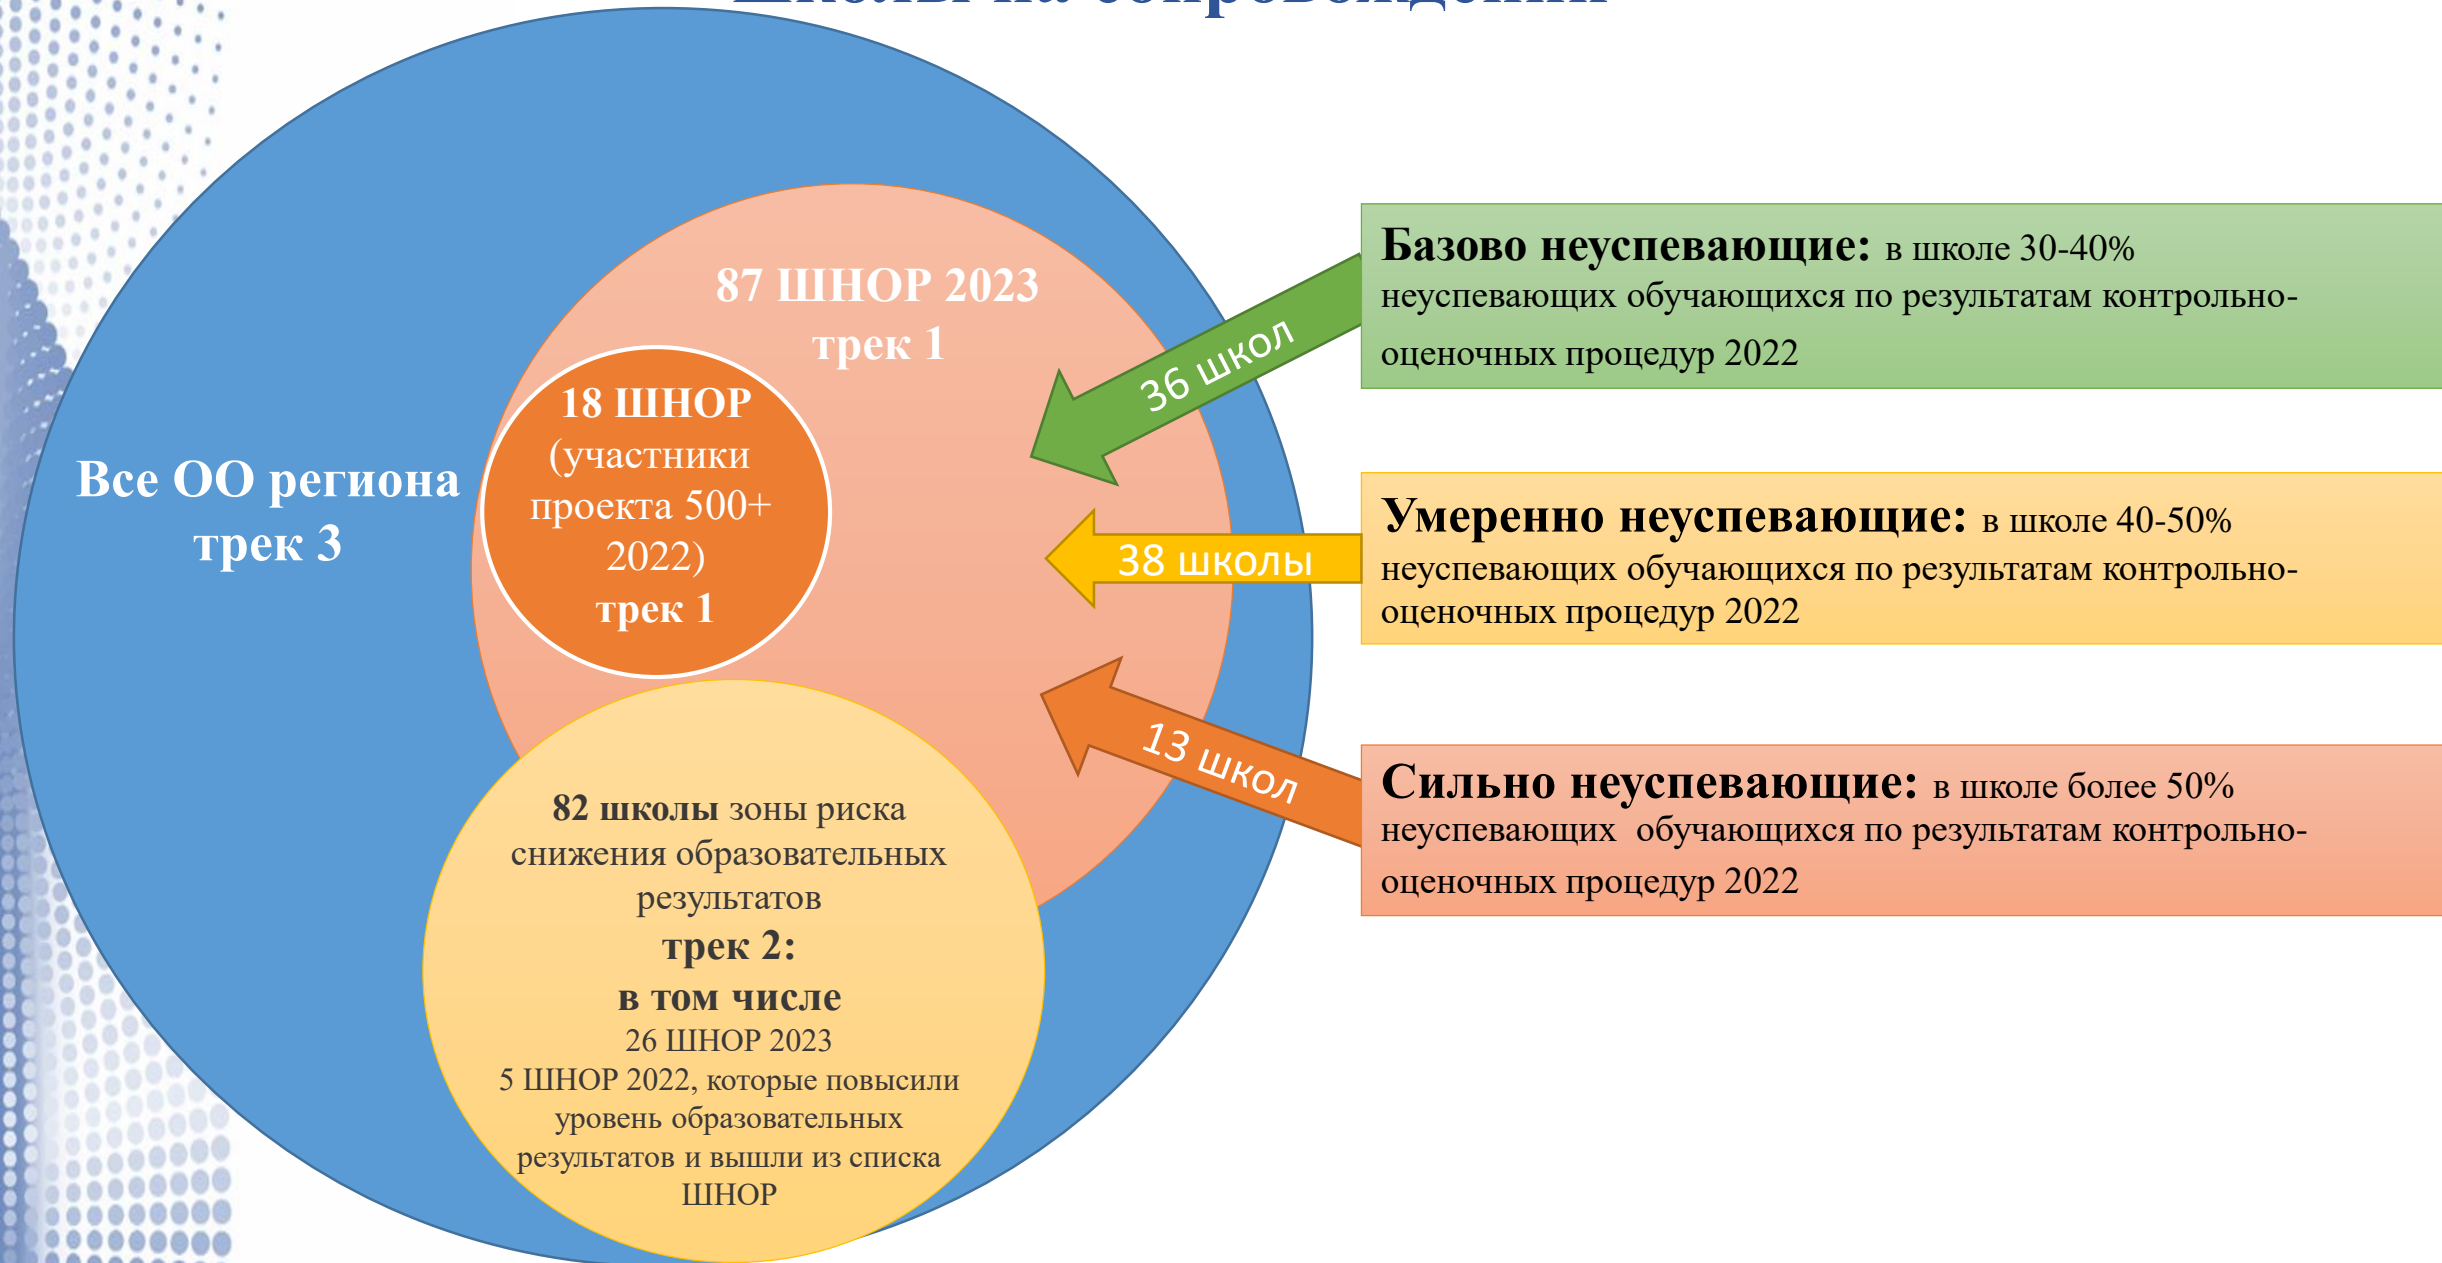 школы на сопровождении
87 ШНОР 2023
трек 1
18 ШНОР
(участники
проекта 500+
2022)
трек 1
Все ОО региона
трек 3
82 школы зоны риска
снижения образовательных
результатов
трек 2:
в том числе
26 ШНОР 2023
5 ШНОР 2022, которые повысили
уровень образовательных
результатов и вышли из списка
ШНОР
36 школ
38 школы
13 школ
Базово неуспевающие: в школе 30-40%
неуспевающих обучающихся по результатам контрольно-
оценочных процедур 2022
Умеренно неуспевающие: в школе 40-50%
неуспевающих обучающихся по результатам контрольно-
оценочных процедур 2022
Сильно неуспевающие: в школе более 50%
неуспевающих обучающихся по результатам контрольно-
оценочных процедур 2022